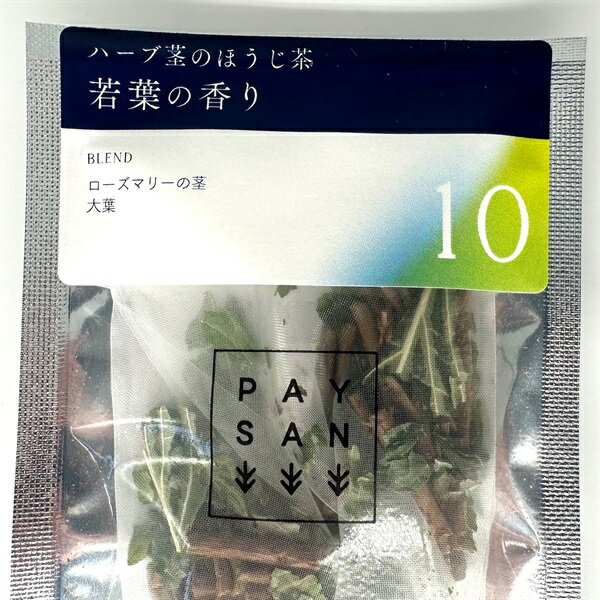 ハーブ茎のほうじ茶
若葉の香り
BLEND
ローズマリーの茎
大葉
10
PAY
SAN